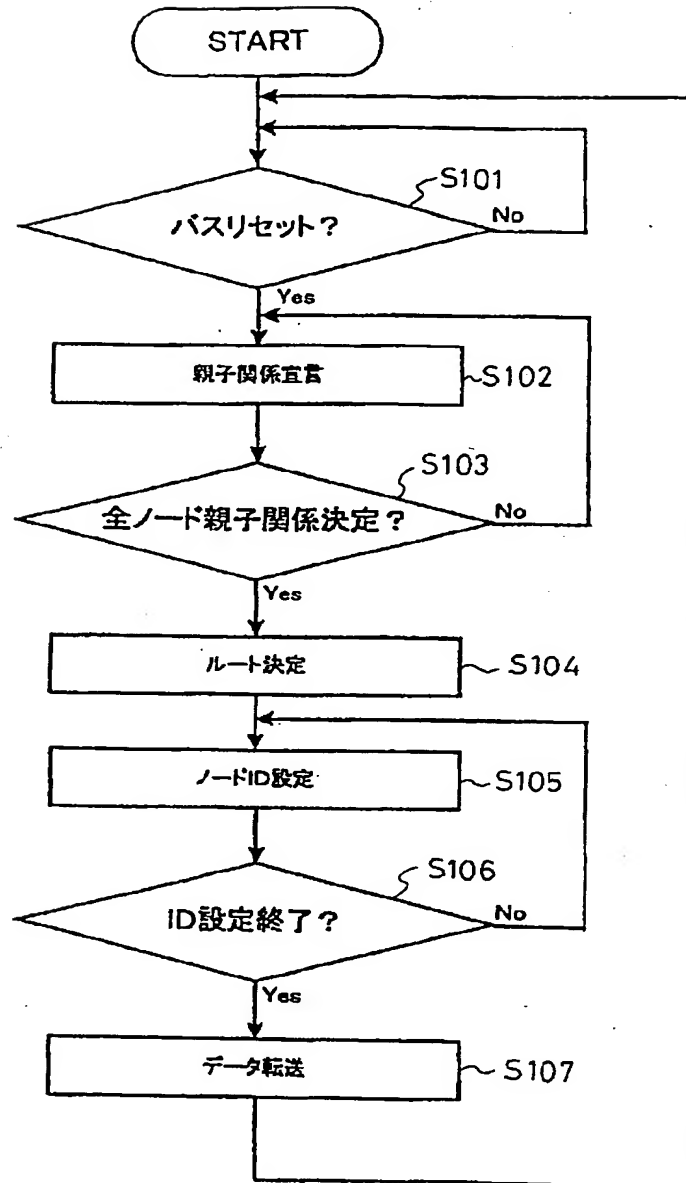 START
S101
バスリセット？
No
Yes
親子関係宣言
S102
S103
全ノード親子関係決定？
No
Yes
ルート決定
S104
ノードID設定
S105
S106
ID設定終了？
No
Yes
データ転送
S107